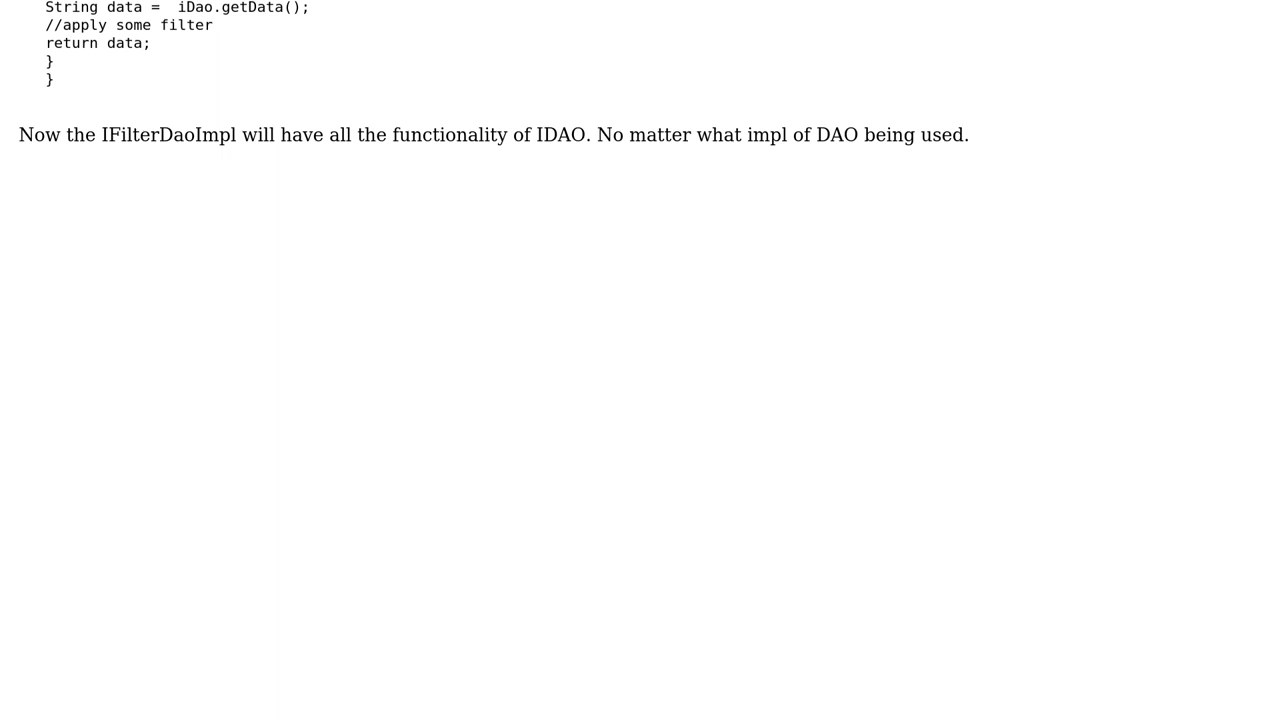 String data =  iDao.getData();
//apply some filter
return data;
}
}
Now the IFilterDaoImpl will have all the functionality of IDAO. No matter what impl of DAO being used.